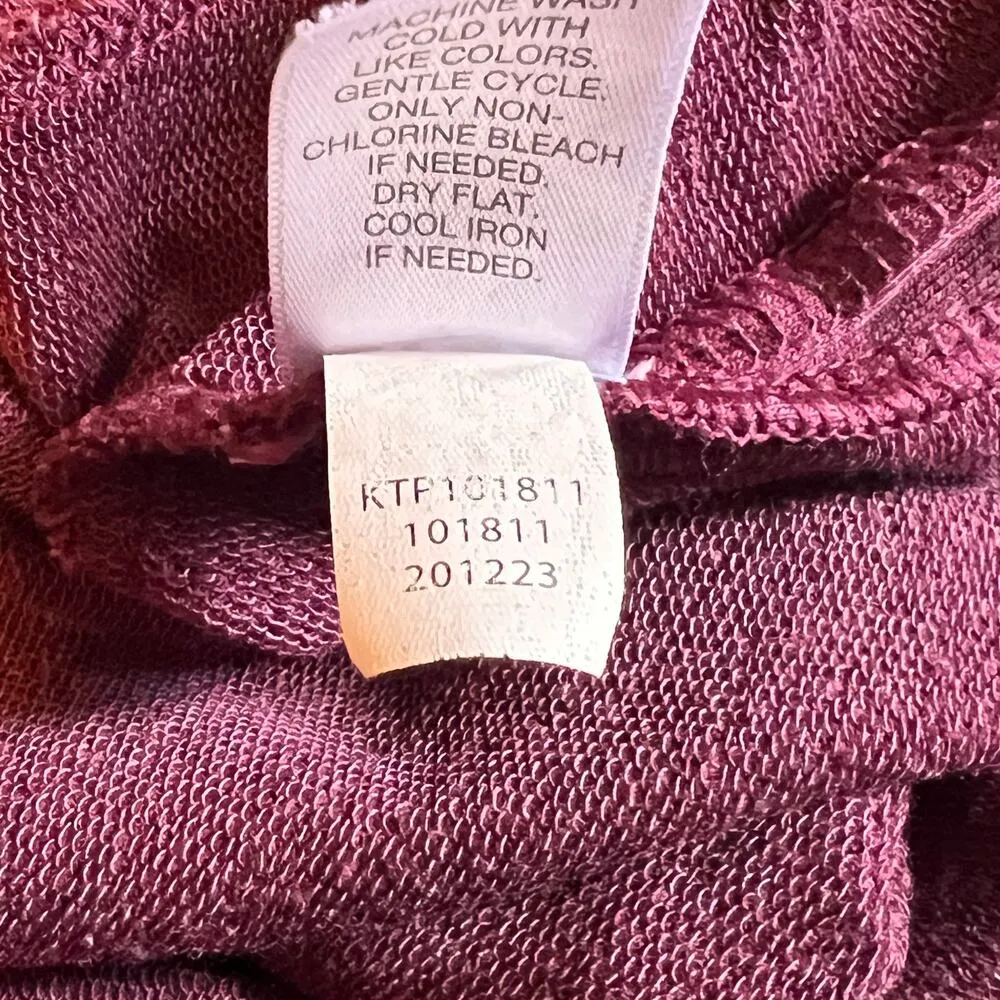 MACHINE WASH
COLD WITH
LIKE COLORS.
GENTLE CYCLE.
ONLY NON-
CHLORINE BLEACH
IF NEEDED.
DRY FLAT.
COOL IRON
IF NEEDED.
KTP101811
101811
201223